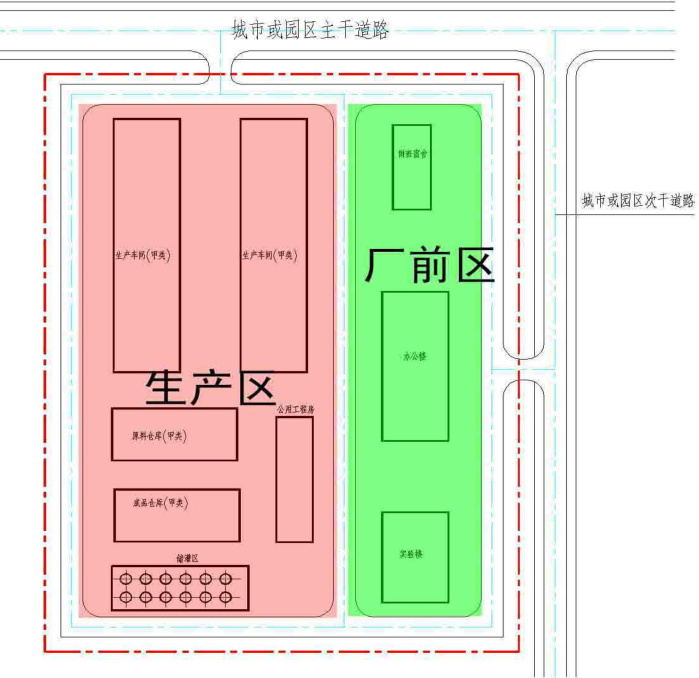 城市或园区主干道路
倒班宿舍
城市或园区次干道路
生产车间(甲类)
生产车间(甲类)
厂前区
办公楼
生产区
公用工程房
原料仓库(甲类)
成品仓库(甲类)
储灌区
实验楼